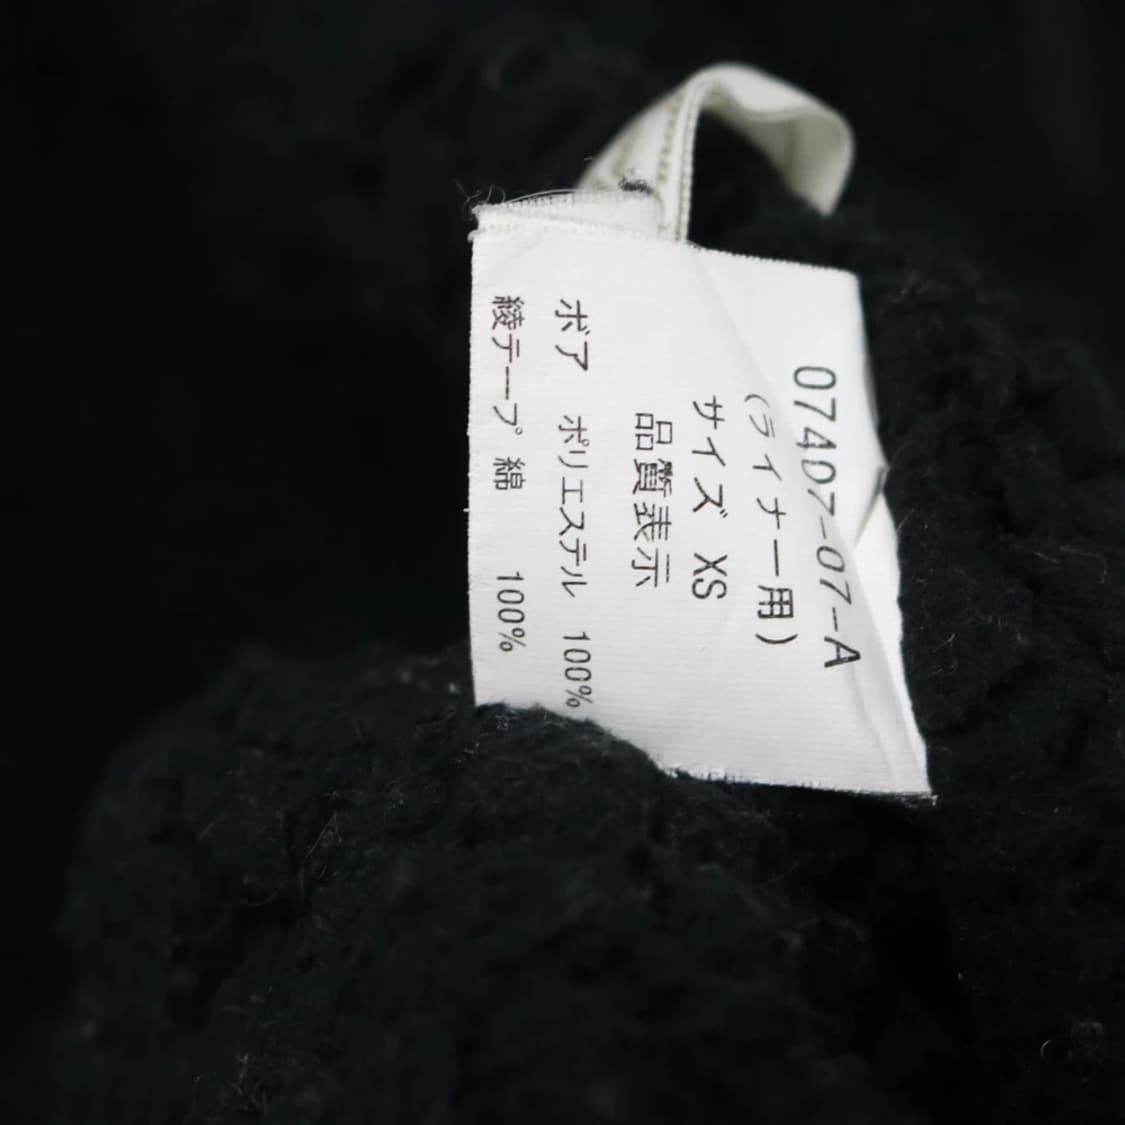 07407-07-A
(ライナー用)
サイズ XS
品質表示
ボア ポリエステル 100%
綾テープ 綿 100%